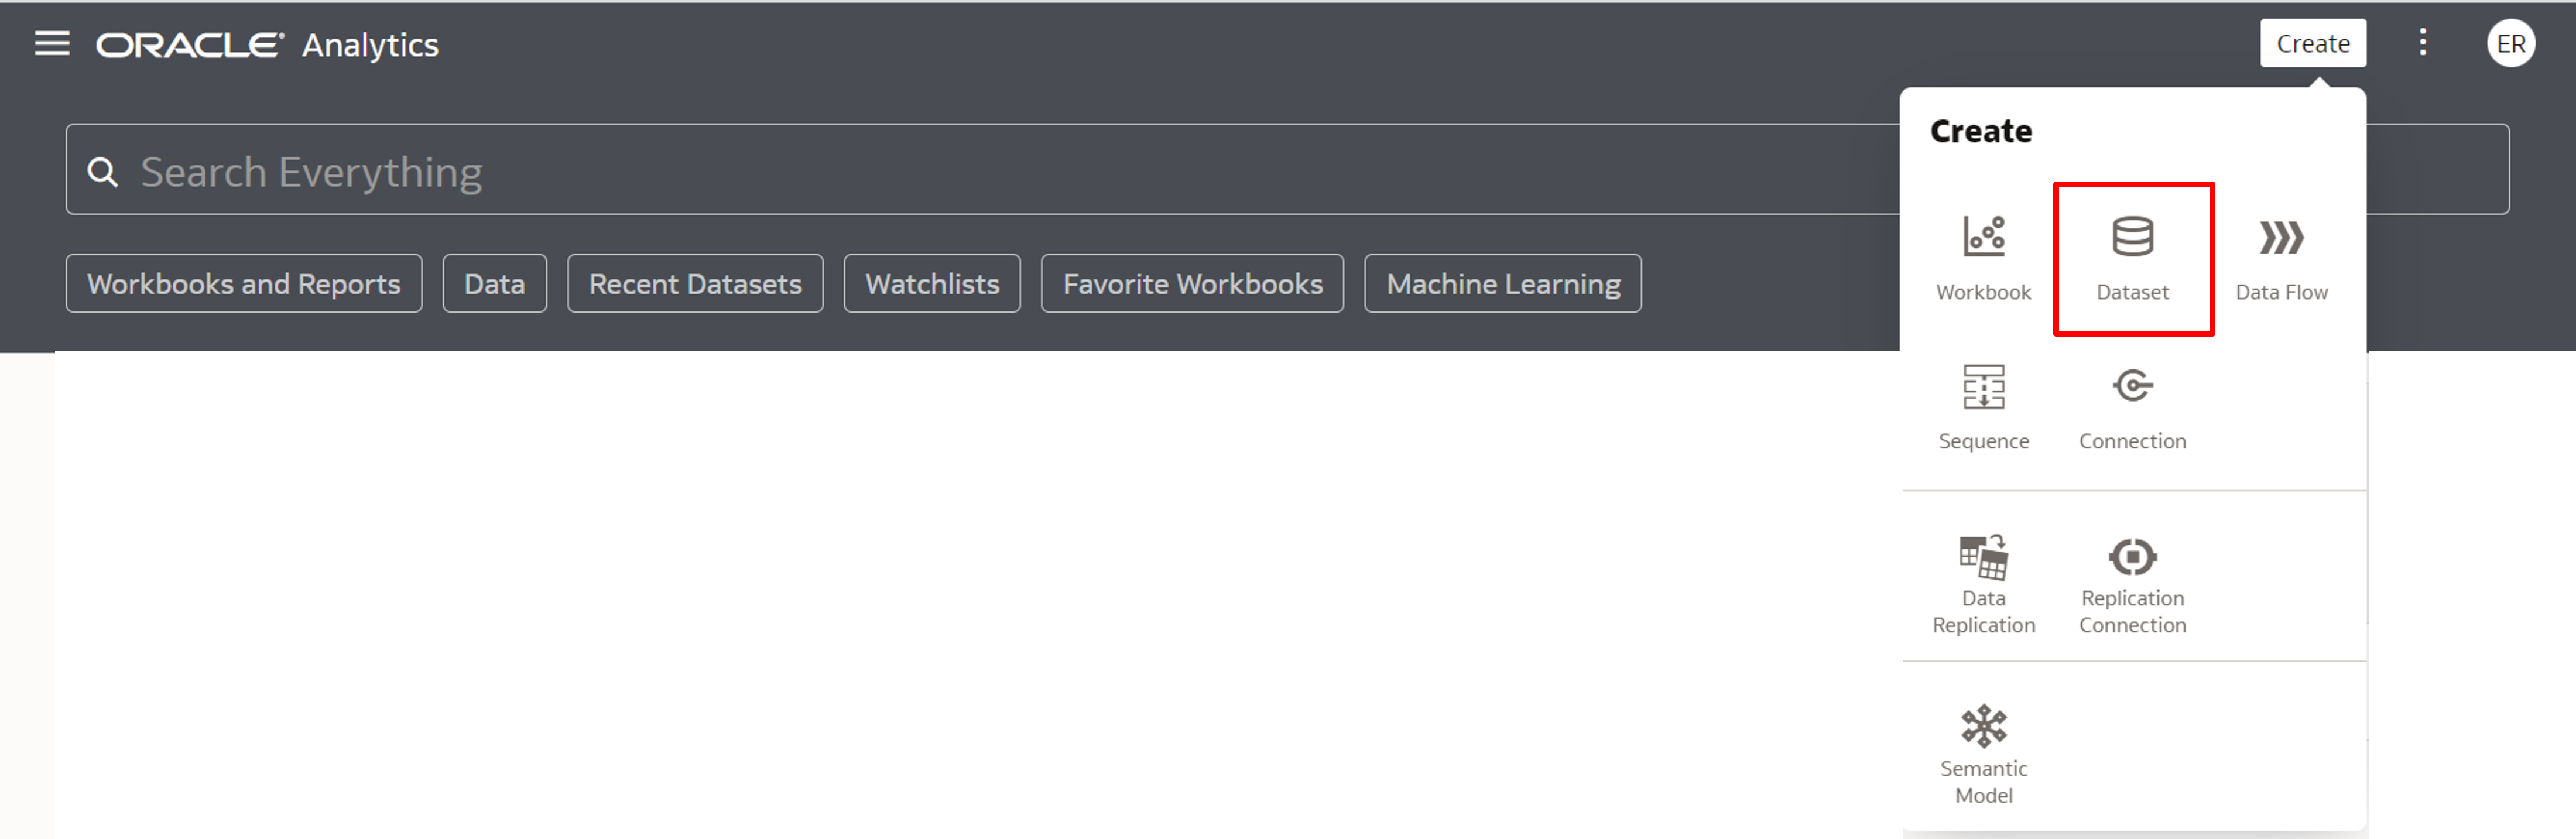 ORACLE® Analytics
Create
ER
Search Everything
Workbooks and Reports
Data
Recent Datasets
Watchlists
Favorite Workbooks
Machine Learning
Create
Workbook
Dataset
Data Flow
Sequence
Connection
Data
Replication
Replication
Connection
Semantic
Model